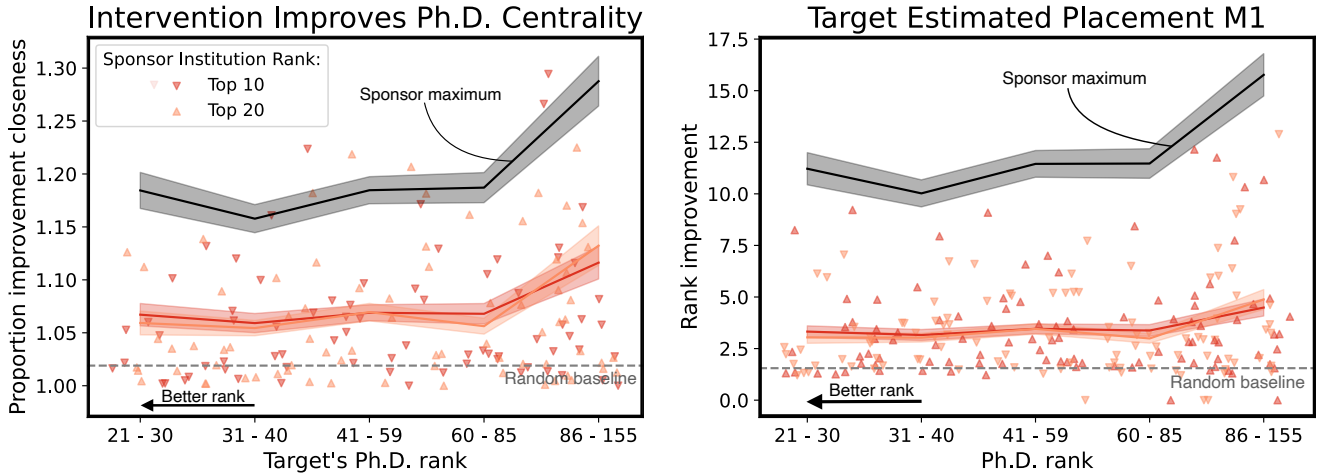 Intervention Improves Ph.D. Centrality
Proportion improvement closeness
1.30
1.25
1.20
1.15
1.10
1.05
1.00
Sponsor Institution Rank:
Top 10
Top 20
Sponsor maximum
Random baseline
Better rank
21 - 30
31 - 40
41 - 59
60 - 85
86 - 155
Target's Ph.D. rank
Target Estimated Placement M1
Rank improvement
17.5
15.0
12.5
10.0
7.5
5.0
2.5
0.0
Sponsor maximum
Random baseline
Better rank
21 - 30
31 - 40
41 - 59
60 - 85
86 - 155
Ph.D. rank